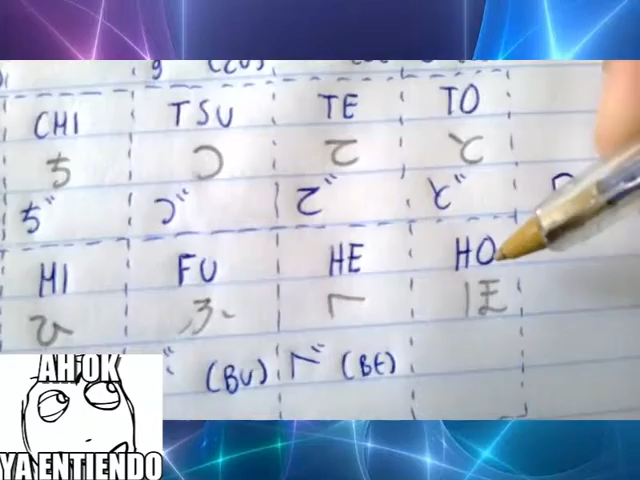 CHI TSU TE TO
ち つ て と
ぢ づ で ど
HI FU HE HO
ひ ふ へ ほ
(BU) べ (BE)
AH OK
YA ENTIENDO